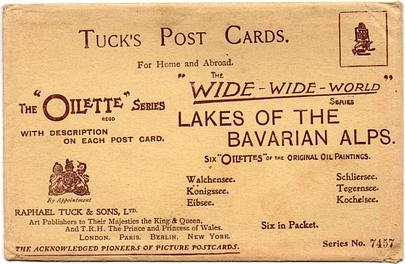 TUCK'S POST CARDS.
For Home and Abroad.
THE "OILETTE" SERIES
REGD
WITH DESCRIPTION
ON EACH POST CARD.
THE
"WIDE-WIDE-WORLD"
SERIES
LAKES OF THE
BAVARIAN ALPS.
SIX "OILETTES" OF THE ORIGINAL OIL PAINTINGS.
Walchensee.
Königssee.
Eibsee.
Schliersee.
Tegernsee.
Kochelsee.
By Appointment
RAPHAEL TUCK & SONS, LTD.
Art Publishers to Their Majesties the King & Queen,
And T.R.H. The Prince and Princess of Wales.
LONDON. PARIS. BERLIN. NEW YORK.
THE ACKNOWLEDGED PIONEERS OF PICTURE POSTCARDS.
Six in Packet.
Series No. 7457